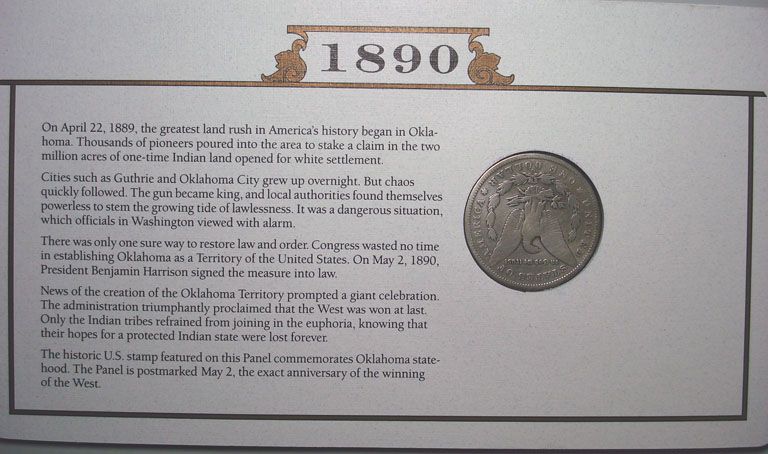 1890
On April 22, 1889, the greatest land rush in America's history began in Okla-
homa. Thousands of pioneers poured into the area to stake a claim in the two
million acres of one-time Indian land opened for white settlement.
Cities such as Guthrie and Oklahoma City grew up overnight. But chaos
quickly followed. The gun became king, and local authorities found themselves
powerless to stem the growing tide of lawlessness. It was a dangerous situation,
which officials in Washington viewed with alarm.
There was only one sure way to restore law and order. Congress wasted no time
in establishing Oklahoma as a Territory of the United States. On May 2, 1890,
President Benjamin Harrison signed the measure into law.
News of the creation of the Oklahoma Territory prompted a giant celebration.
The administration triumphantly proclaimed that the West was won at last.
Only the Indian tribes refrained from joining in the euphoria, knowing that
their hopes for a protected Indian state were lost forever.
The historic U.S. stamp featured on this Panel commemorates Oklahoma state-
hood. The Panel is postmarked May 2, the exact anniversary of the winning
of the West.
UNITED STATES OF AMERICA
ONE DOLLAR